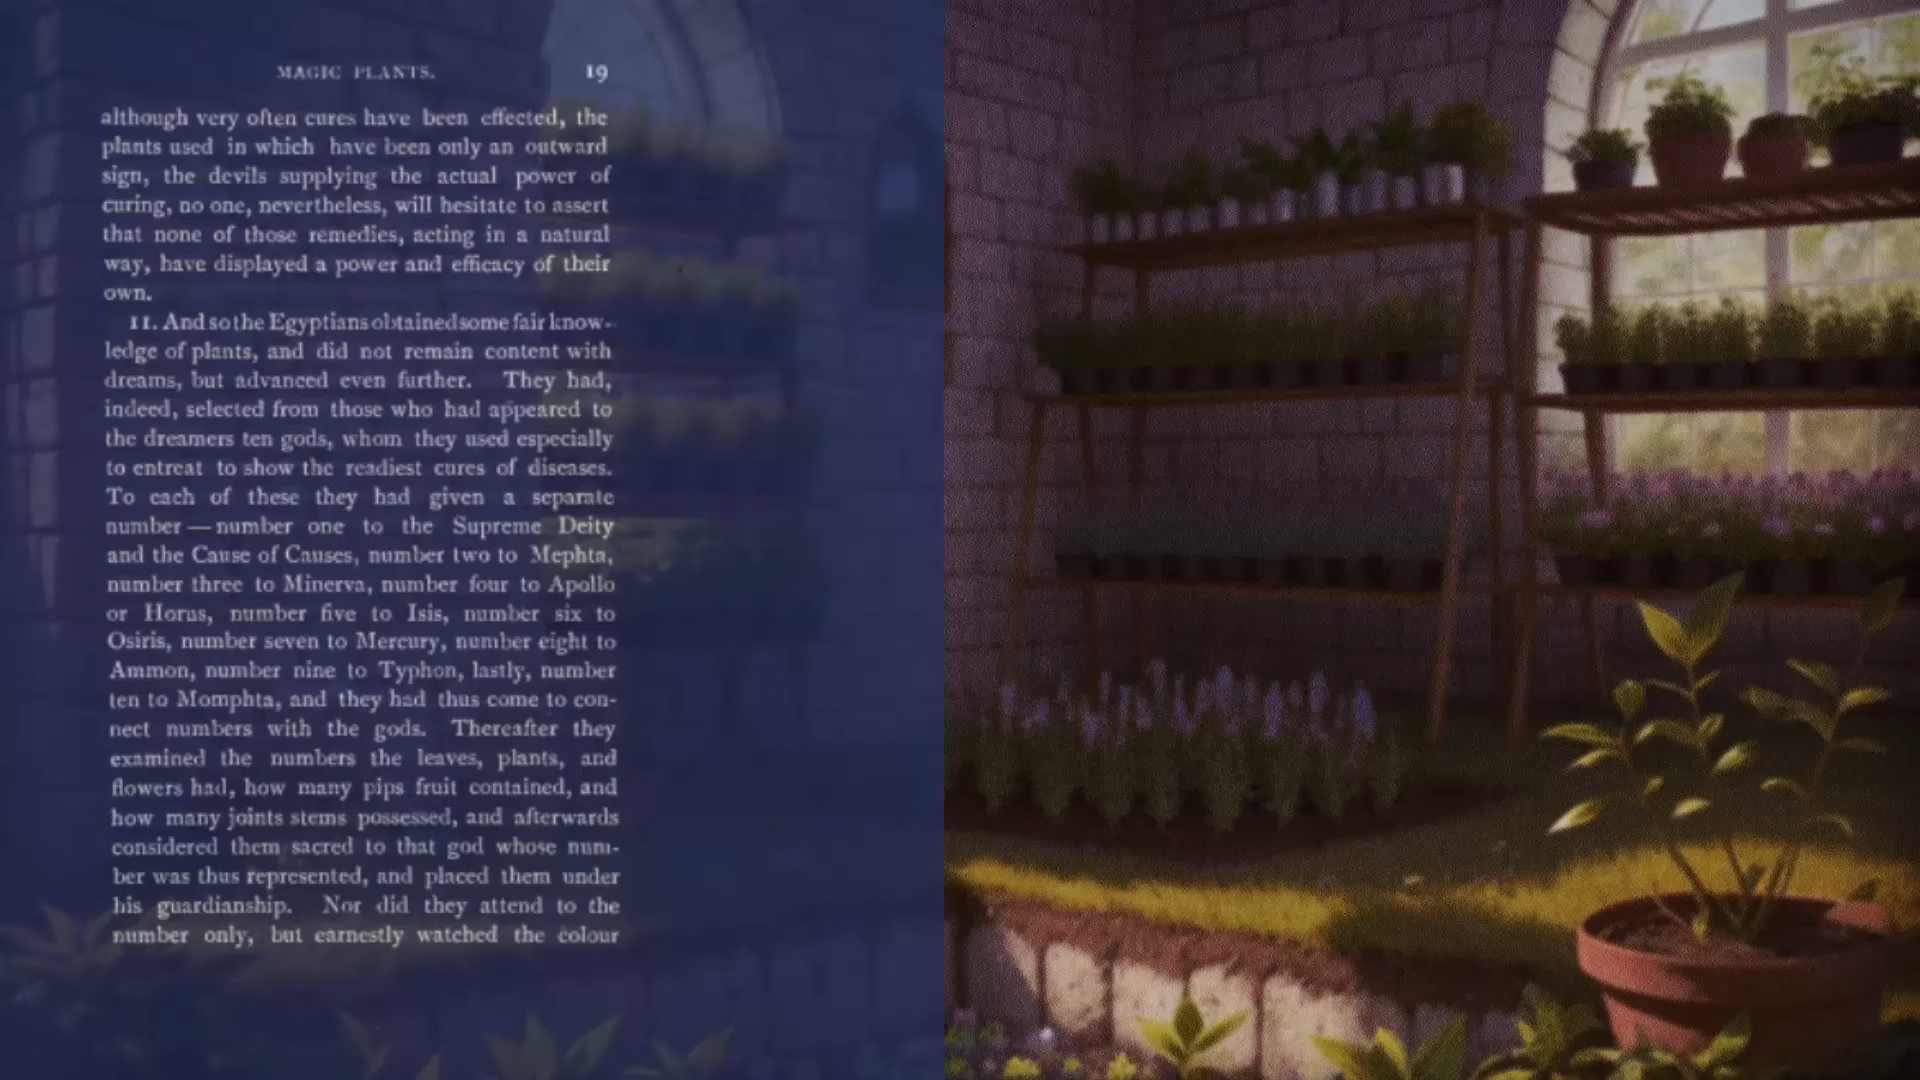 MAGIC PLANTS. 19
although very often cures have been effected, the
plants used in which have been only an outward
sign, the devils supplying the actual power of
curing, no one, nevertheless, will hesitate to assert
that none of those remedies, acting in a natural
way, have displayed a power and efficacy of their
own.
11. And so the Egyptians obtained some fair know-
ledge of plants, and did not remain content with
dreams, but advanced even further. They had,
indeed, selected from those who had appeared to
the dreamers ten gods, whom they used especially
to entreat to show the readiest cures of diseases.
To each of these they had given a separate
number — number one to the Supreme Deity
and the Cause of Causes, number two to Mephta,
number three to Minerva, number four to Apollo
or Horus, number five to Isis, number six to
Osiris, number seven to Mercury, number eight to
Ammon, number nine to Typhon, lastly, number
ten to Momphta, and they had thus come to con-
nect numbers with the gods. Thereafter they
examined the numbers the leaves, plants, and
flowers had, how many pips fruit contained, and
how many joints stems possessed, and afterwards
considered them sacred to that god whose num-
ber was thus represented, and placed them under
his guardianship. Nor did they attend to the
number only, but earnestly watched the colour